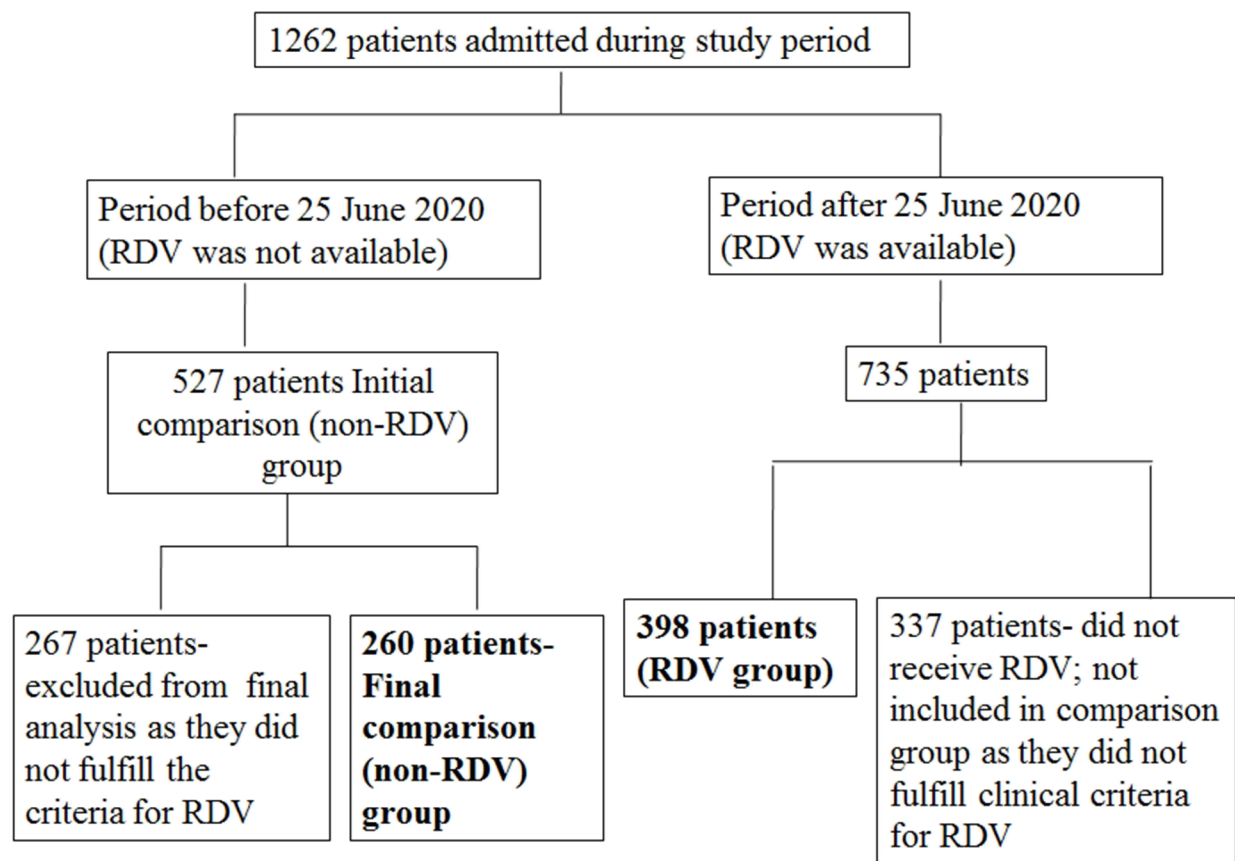 1262 patients admitted during study period
Period before 25 June 2020
(RDV was not available)
Period after 25 June 2020
(RDV was available)
527 patients Initial
comparison (non-RDV)
group
735 patients
267 patients-
excluded from final
analysis as they did
not fulfill the
criteria for RDV
260 patients-
Final
comparison
(non-RDV)
group
398 patients
(RDV group)
337 patients- did not
receive RDV; not
included in comparison
group as they did not
fulfill clinical criteria
for RDV